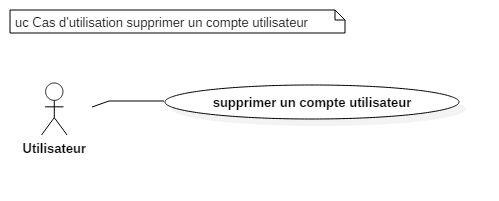 uc Cas d'utilisation supprimer un compte utilisateur
supprimer un compte utilisateur
Utilisateur